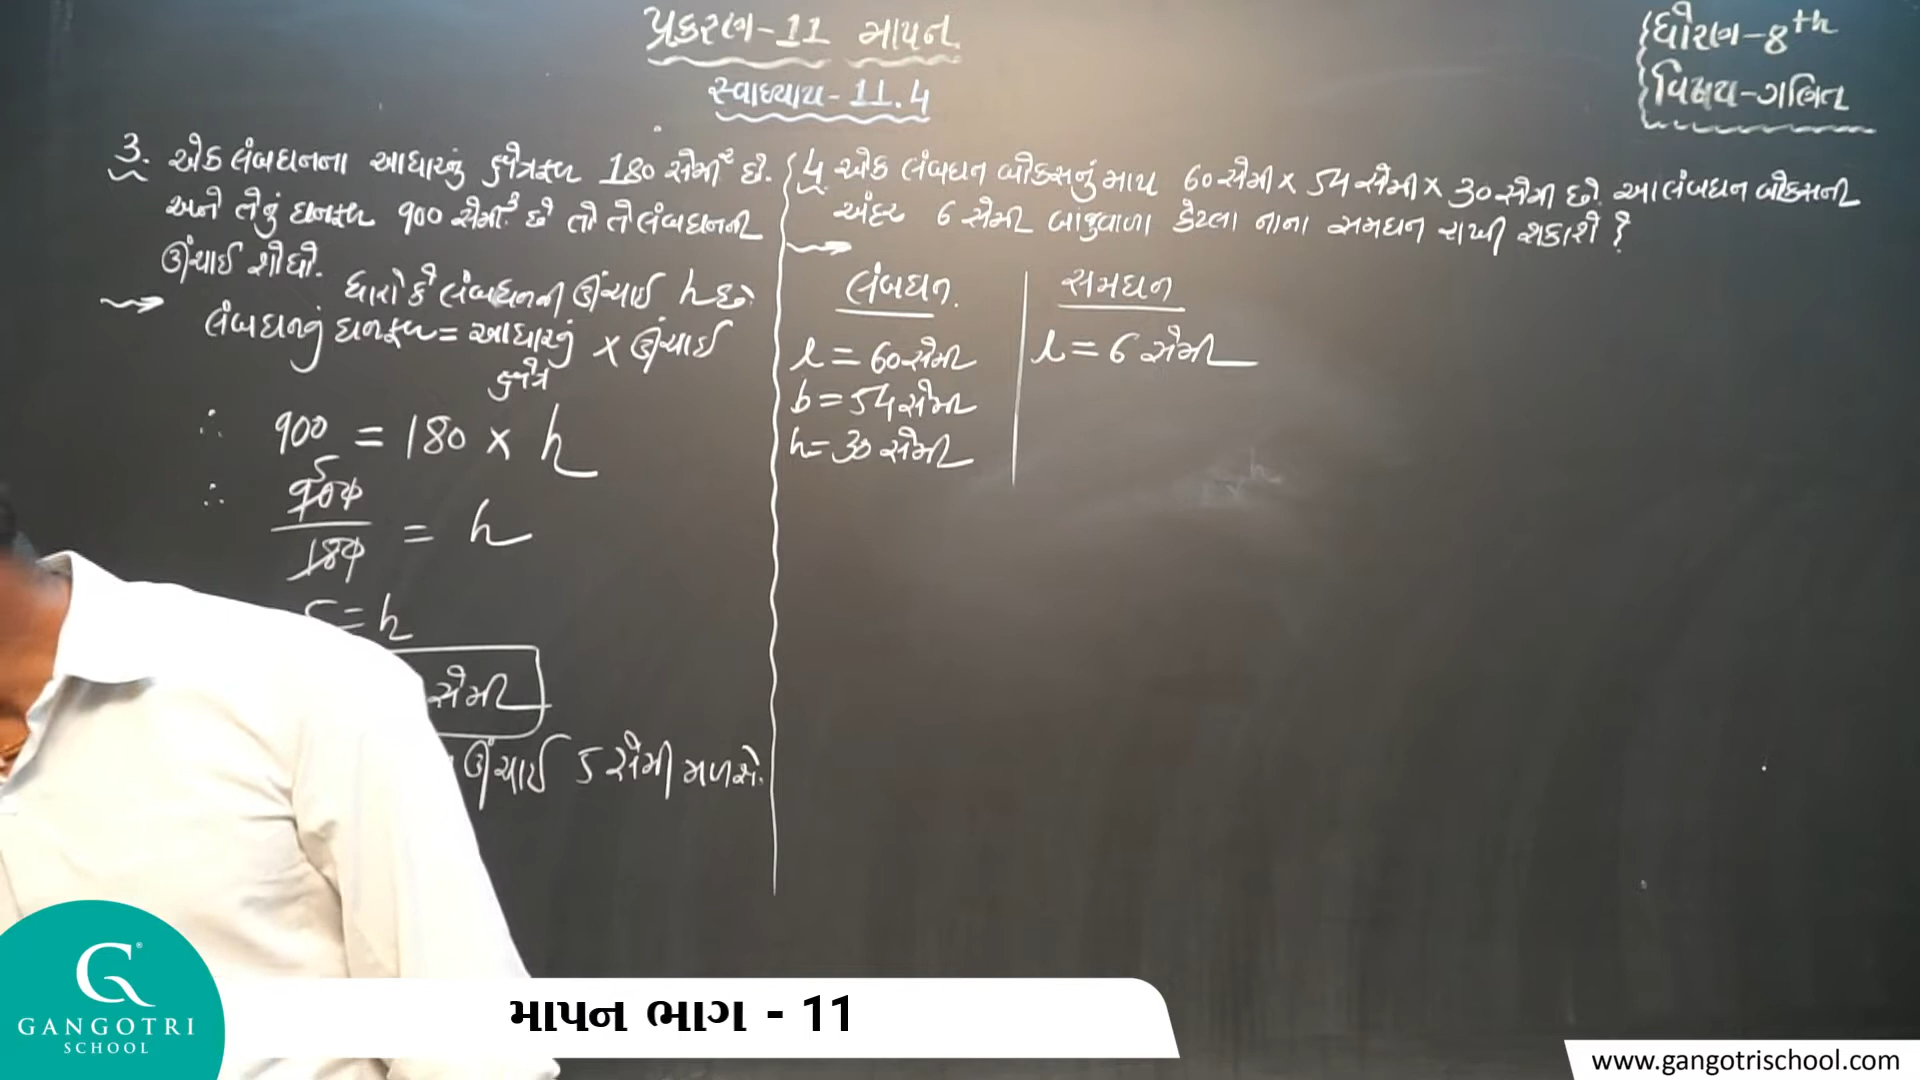 પ્રકરણ-11 માપન
સ્વાધ્યાય-11.4
ધોરણ-8th
વિષય-ગણિત
3. એક લંબઘનના આધારનું ક્ષેત્રફળ 180 સેમી² છે.
અને તેનું ઘનફળ 900 સેમી³ છે તો તે લંબઘનની
ઊંચાઈ શોધો.
ધારો કે લંબઘનની ઊંચાઈ h છે.
લંબઘનનું ઘનફળ = આધારનું × ઊંચાઈ
ક્ષેત્ર
∴ 900 = 180 × h
5
∴ 900
180
= h
5 = h
સેમી
ઊંચાઈ 5 સેમી મળશે.
4. એક લંબઘન બોક્સનું માપ 60 સેમી × 54 સેમી × 30 સેમી છે. આ લંબઘન બોક્સની
અંદર 6 સેમી બાજુવાળા કેટલા નાના સમઘન રાખી શકાશે ?
લંબઘન.
l = 60 સેમી
b = 54 સેમી
h = 30 સેમી
સમઘન
l = 6 સેમી
G
GANGOTRI
SCHOOL
માપન ભાગ - 11
www.gangotrischool.com